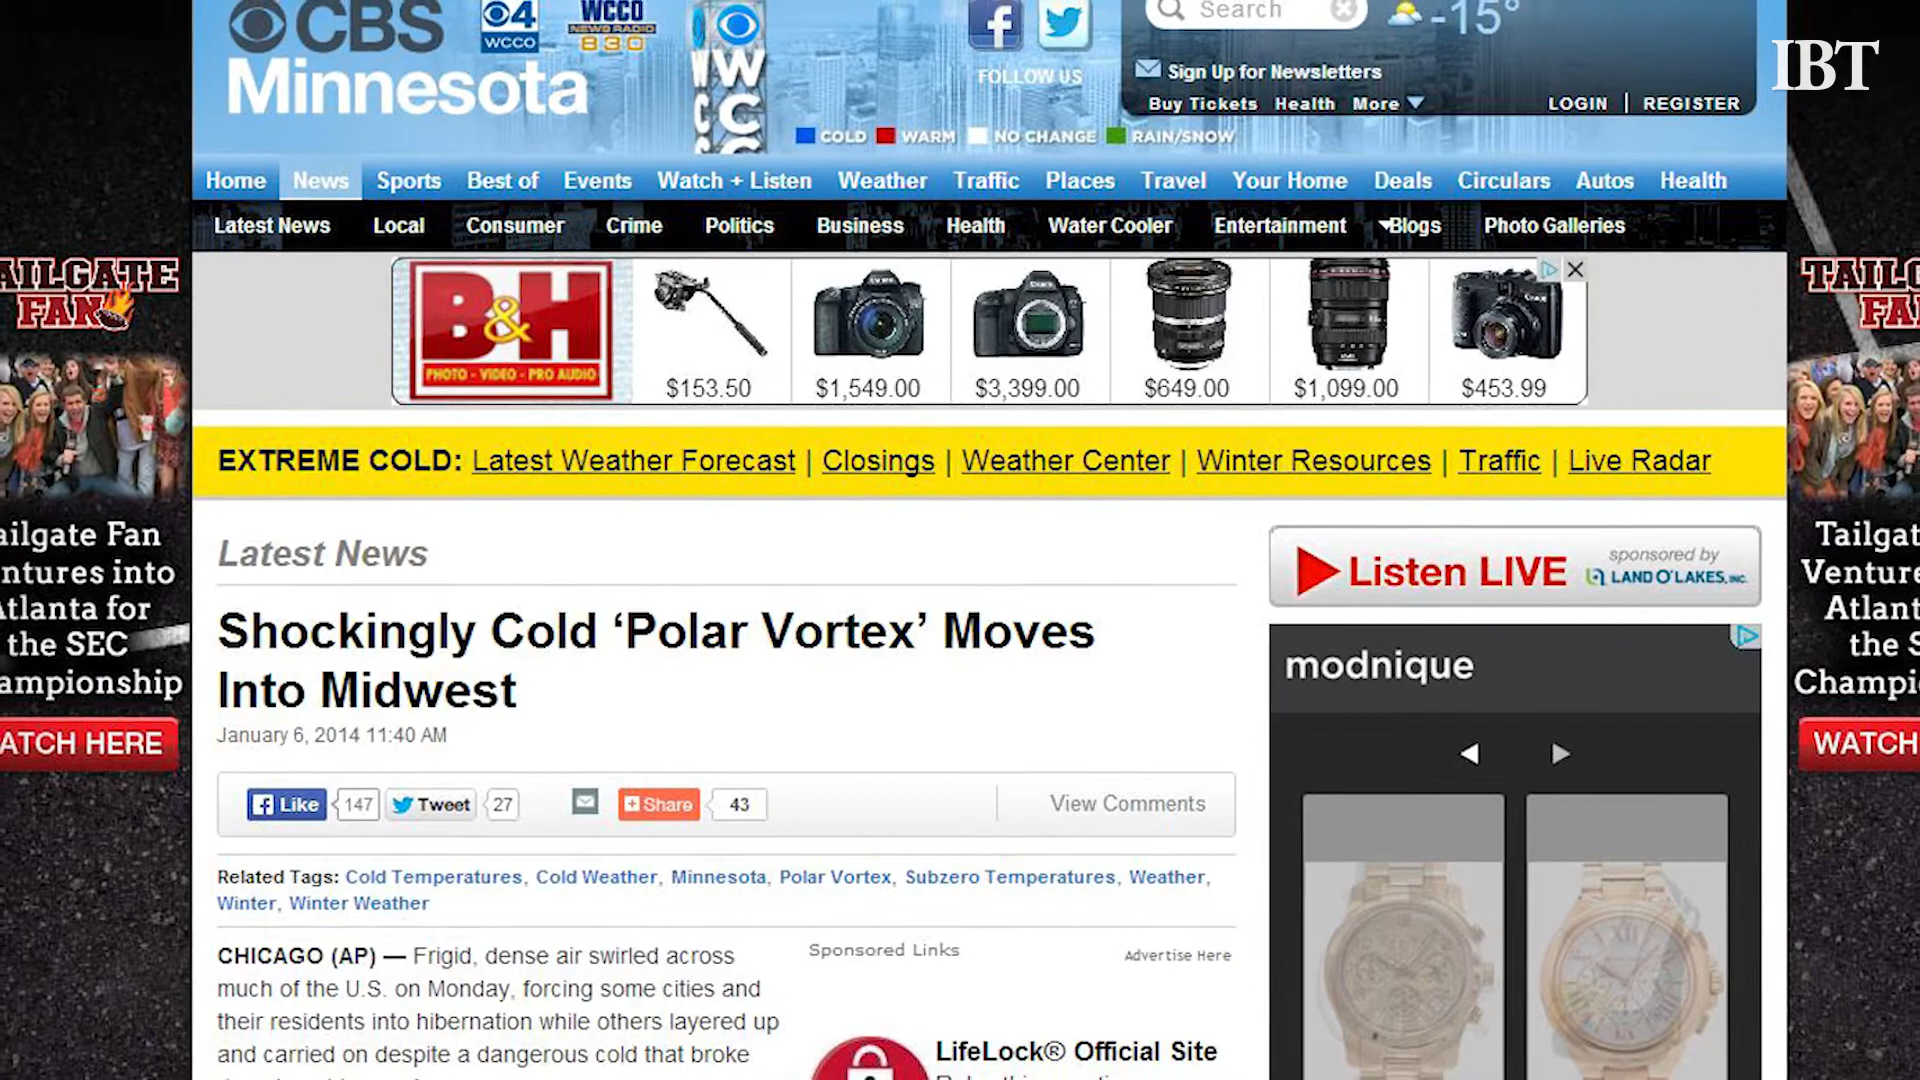 CBS
Minnesota
4
WCCO
WCCO
NEWS RADIO
830
FOLLOW US
Search
-15°
IBT
Sign Up for Newsletters
Buy Tickets Health More
LOGIN | REGISTER
COLD WARM NO CHANGE RAIN/SNOW
Home News Sports Best of Events Watch + Listen Weather Traffic Places Travel Your Home Deals Circulars Autos Health
Latest News Local Consumer Crime Politics Business Health Water Cooler Entertainment Blogs Photo Galleries
B&H
PHOTO - VIDEO - PRO AUDIO
$153.50 $1,549.00 $3,399.00 $649.00 $1,099.00 $453.99
EXTREME COLD: Latest Weather Forecast | Closings | Weather Center | Winter Resources | Traffic | Live Radar
Latest News
Shockingly Cold ‘Polar Vortex’ Moves
Into Midwest
January 6, 2014 11:40 AM
Like 147 Tweet 27 Share 43 View Comments
Related Tags: Cold Temperatures, Cold Weather, Minnesota, Polar Vortex, Subzero Temperatures, Weather,
Winter, Winter Weather
CHICAGO (AP) — Frigid, dense air swirled across
much of the U.S. on Monday, forcing some cities and
their residents into hibernation while others layered up
and carried on despite a dangerous cold that broke
Sponsored Links
Advertise Here
LifeLock® Official Site
Listen LIVE
sponsored by
LAND O'LAKES, INC.
modnique
AILGATE
FAN
ailgate Fan
ntures into
Atlanta for
the SEC
ampionship
ATCH HERE
TAILG
FA
Tailgat
Venture
Atlant
the S
Champi
WATCH